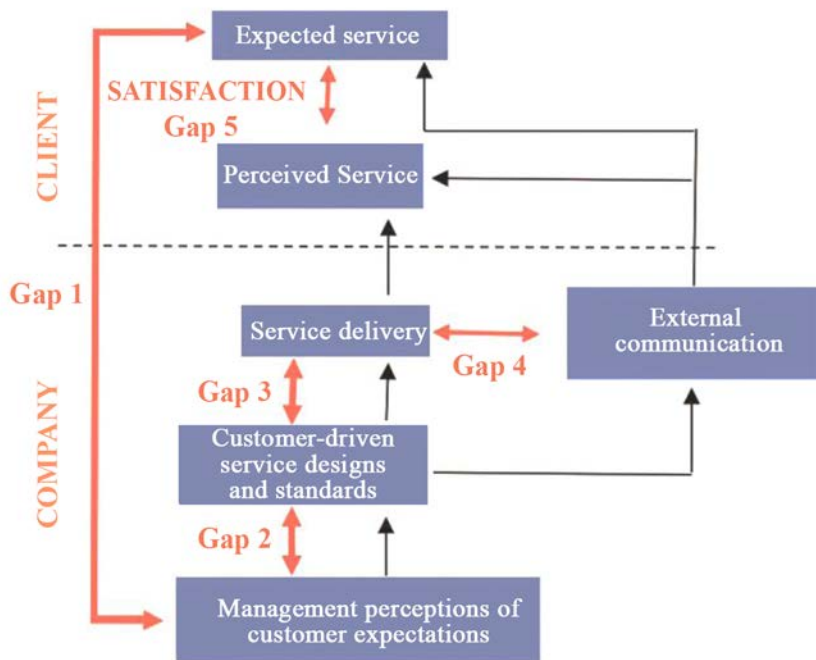 Expected service
SATISFACTION
Gap 5
CLIENT
Perceived Service
Gap 1
Service delivery
Gap 4
External
communication
Gap 3
COMPANY
Customer-driven
service designs
and standards
Gap 2
Management perceptions of
customer expectations